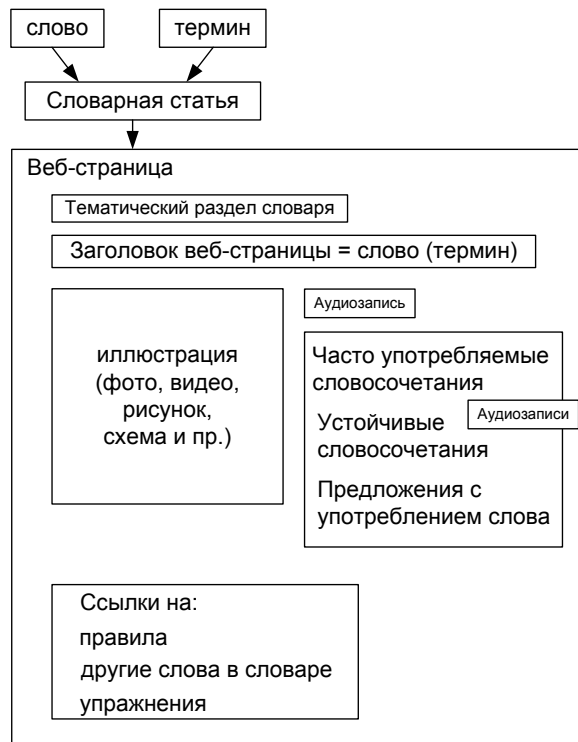 слово
термин
Словарная статья
Веб-страница
Тематический раздел словаря
Заголовок веб-страницы = слово (термин)
иллюстрация
(фото, видео,
рисунок,
схема и пр.)
Аудиозапись
Часто употребляемые
словосочетания
Аудиозаписи
Устойчивые
словосочетания
Предложения с
употреблением слова
Ссылки на:
правила
другие слова в словаре
упражнения